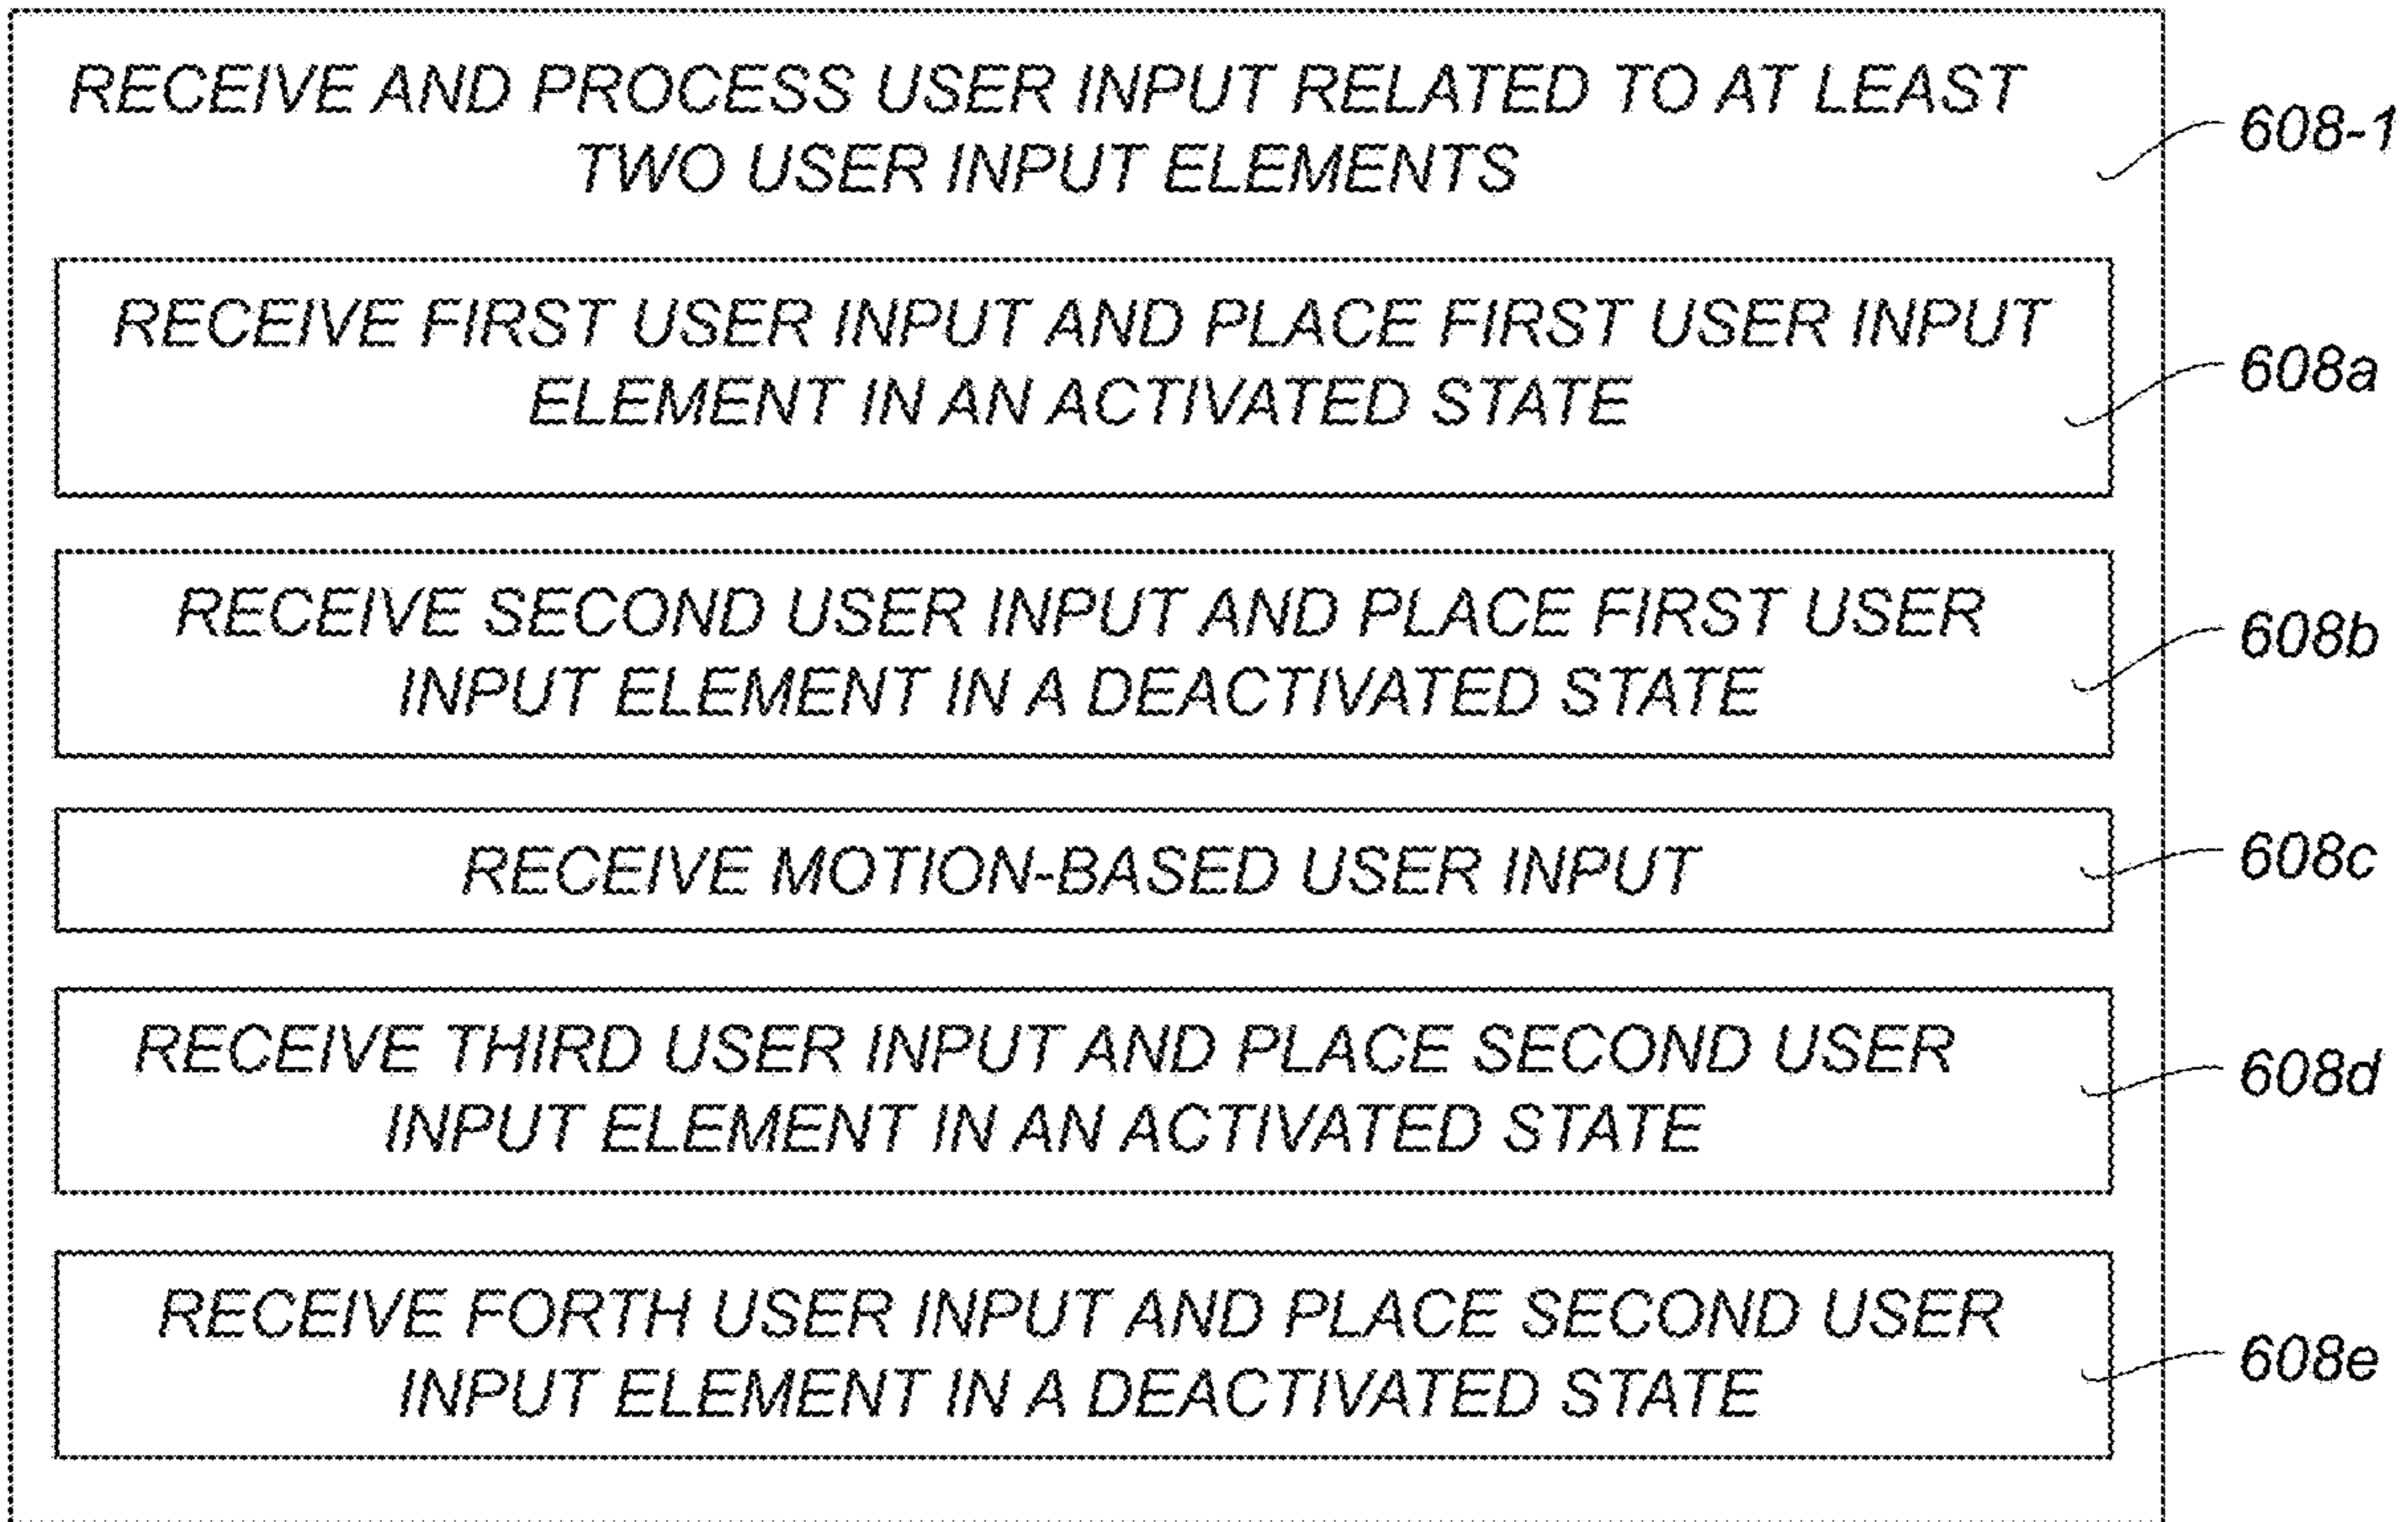 RECEIVE AND PROCESS USER INPUT RELATED TO AT LEAST
TWO USER INPUT ELEMENTS
608-1
RECEIVE FIRST USER INPUT AND PLACE FIRST USER INPUT
ELEMENT IN AN ACTIVATED STATE
608a
RECEIVE SECOND USER INPUT AND PLACE FIRST USER
INPUT ELEMENT IN A DEACTIVATED STATE
608b
RECEIVE MOTION-BASED USER INPUT
608c
RECEIVE THIRD USER INPUT AND PLACE SECOND USER
INPUT ELEMENT IN AN ACTIVATED STATE
608d
RECEIVE FORTH USER INPUT AND PLACE SECOND USER
INPUT ELEMENT IN A DEACTIVATED STATE
608e